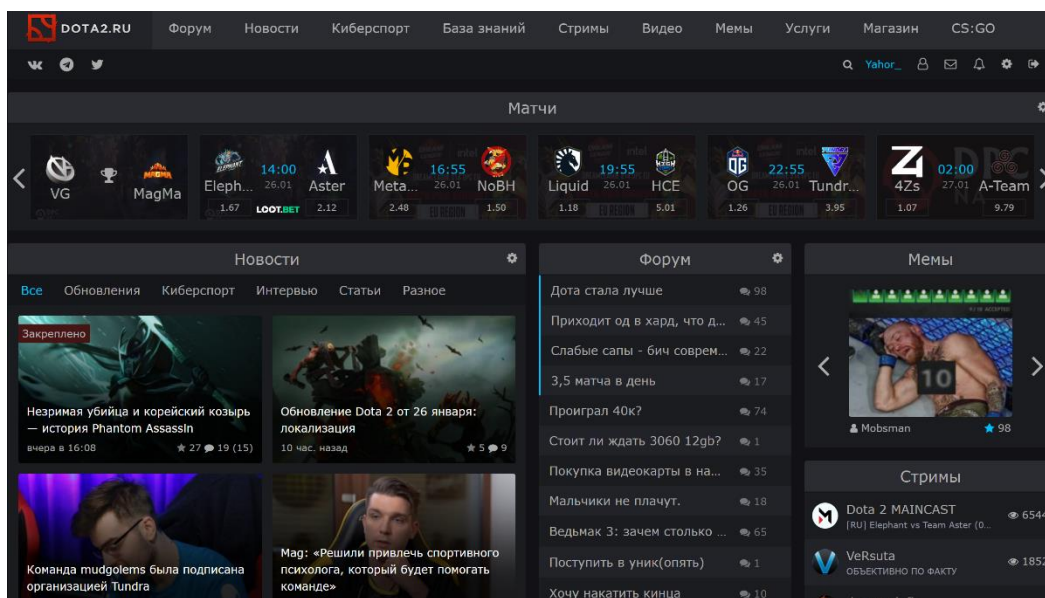 DOTA2.RU Форум Новости Киберспорт База знаний Стримы Видео Мемы Услуги Магазин CS:GO
Yahor_
Матчи
VG MagMa
Eleph... 14:00 26.01 Aster
1.67 LOOT.BET 2.12
Meta... 16:55 26.01 NoBH
2.48 1.50
Liquid 19:55 26.01 HCE
1.18 EU REGION 5.01
OG 22:55 26.01 Tundr...
1.26 EU REGION 3.95
4Zs 02:00 27.01 A-Team
1.07 9.79
Новости
Все Обновления Киберспорт Интервью Статьи Разное
Закреплено
Незримая убийца и корейский козырь
— история Phantom Assassin
вчера в 16:08 27 19 (15)
Обновление Dota 2 от 26 января:
локализация
10 час. назад 5 9
Команда mudgolems была подписана
организацией Tundra
Mag: «Решили привлечь спортивного
психолога, который будет помогать
команде»
Форум
Дота стала лучше 98
Приходит од в хард, что д... 45
Слабые сапы - бич соврем... 22
3,5 матча в день 17
Проиграл 40к? 74
Стоит ли ждать 3060 12gb? 1
Покупка видеокарты в на... 35
Мальчики не плачут. 18
Ведьмак 3: зачем столько ... 65
Поступить в уник(опять) 1
Хочу накатить кинца 10
Мемы
10
Mobsman 98
Стримы
Dota 2 MAINCAST 6544
[RU] Elephant vs Team Aster (0...
VeRsuta 1852
ОБЪЕКТИВНО ПО ФАКТУ